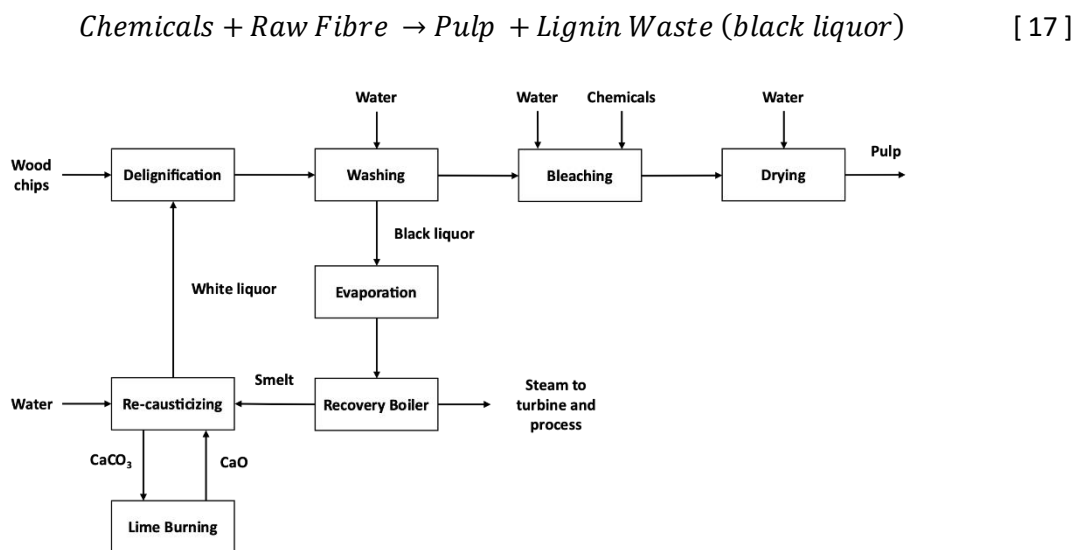 Chemicals + Raw Fibre → Pulp + Lignin Waste (black liquor) [ 17 ]
Water Water Chemicals Water
Wood chips
Delignification
Washing
Bleaching
Drying
Pulp
Black liquor
White liquor
Evaporation
Water
Re-causticizing
Smelt
Recovery Boiler
Steam to
turbine and
process
CaCO₃
CaO
Lime Burning